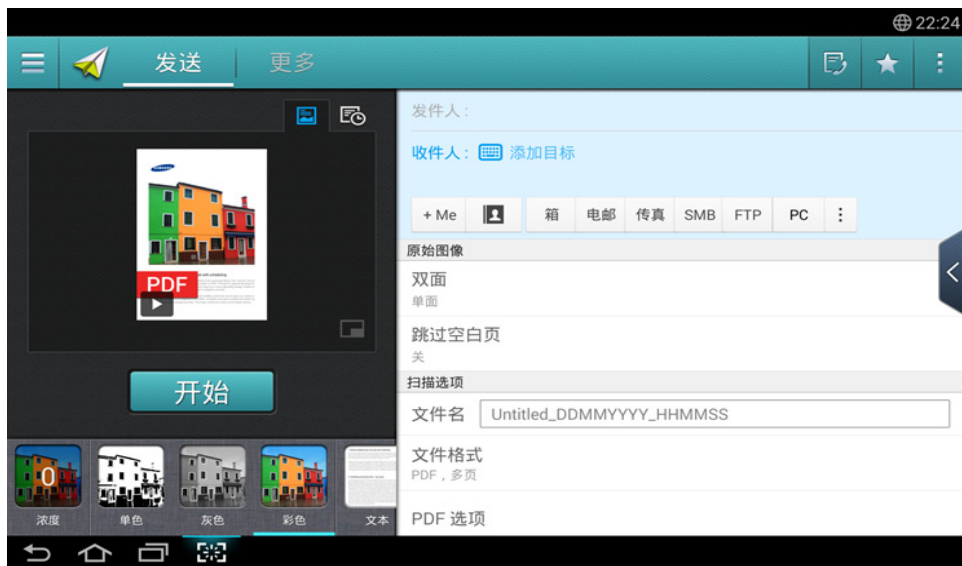 22:24
发送
更多
发件人：
收件人： 添加目标
+ Me 箱 电邮 传真 SMB FTP PC
原始图像
双面
单面
跳过空白页
关
扫描选项
文件名 Untitled_DDMMYYYY_HHMMSS
文件格式
PDF，多页
PDF 选项
SAMSUNG
PDF
开始
0
浓度 单色 灰色 彩色 文本